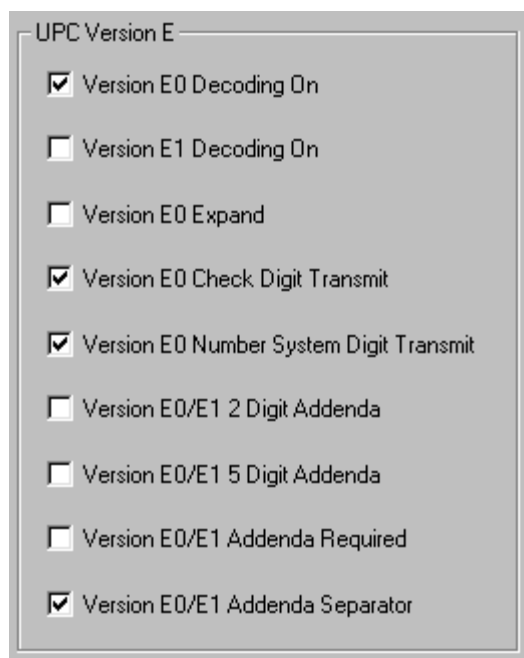 UPC Version E
Version E0 Decoding On
Version E1 Decoding On
Version E0 Expand
Version E0 Check Digit Transmit
Version E0 Number System Digit Transmit
Version E0/E1 2 Digit Addenda
Version E0/E1 5 Digit Addenda
Version E0/E1 Addenda Required
Version E0/E1 Addenda Separator